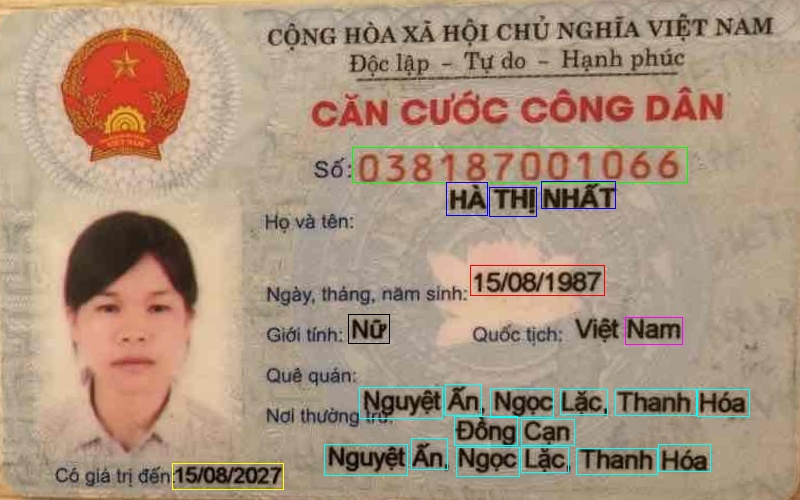 CỘNG HÒA XÃ HỘI CHỦ NGHĨA VIỆT NAM
Độc lập - Tự do - Hạnh phúc
CĂN CƯỚC CÔNG DÂN
Số: 038187001066
HÀ THỊ NHẤT
Họ và tên:
Ngày, tháng, năm sinh: 15/08/1987
Giới tính: Nữ Quốc tịch: Việt Nam
Quê quán:
Nguyệt Ấn, Ngọc Lặc, Thanh Hóa
Nơi thường trú:
Đồng Cạn
Nguyệt Ấn, Ngọc Lặc, Thanh Hóa
Có giá trị đến: 15/08/2027